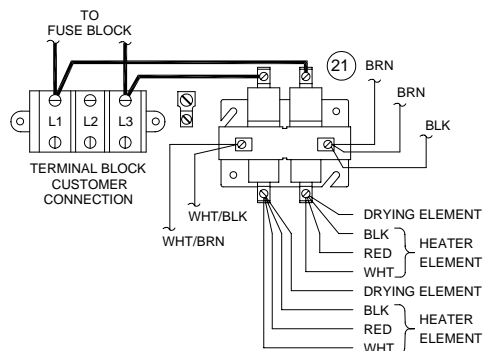 TO
FUSE BLOCK
21
BRN
BRN
BLK
L1
L2
L3
TERMINAL BLOCK
CUSTOMER
CONNECTION
WHT/BLK
WHT/BRN
DRYING ELEMENT
BLK
RED
WHT
HEATER
ELEMENT
DRYING ELEMENT
BLK
RED
WHT
HEATER
ELEMENT